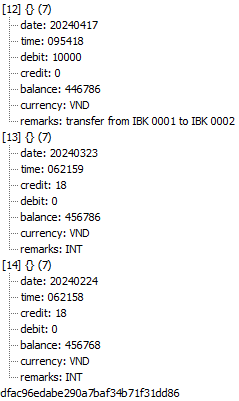 [12] {} (7)
date: 20240417
time: 095418
debit: 10000
credit: 0
balance: 446786
currency: VND
remarks: transfer from IBK 0001 to IBK 0002
[13] {} (7)
date: 20240323
time: 062159
credit: 18
debit: 0
balance: 456786
currency: VND
remarks: INT
[14] {} (7)
date: 20240224
time: 062158
credit: 18
debit: 0
balance: 456768
currency: VND
remarks: INT
dfac96edabe290a7baf34b71f31dd86